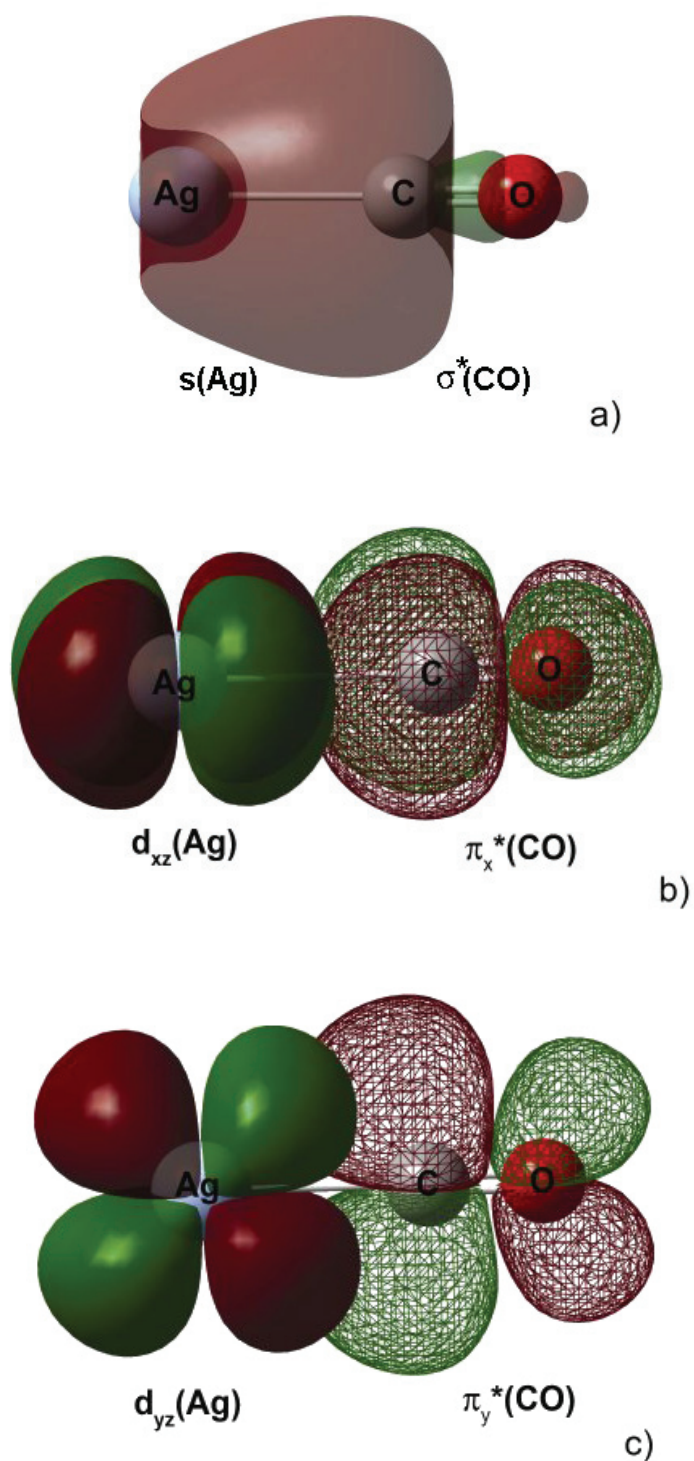 Ag C O
s(Ag) σ*(CO)
a)
Ag C O
dxz(Ag) πx*(CO)
b)
Ag C O
dyz(Ag) πy*(CO)
c)